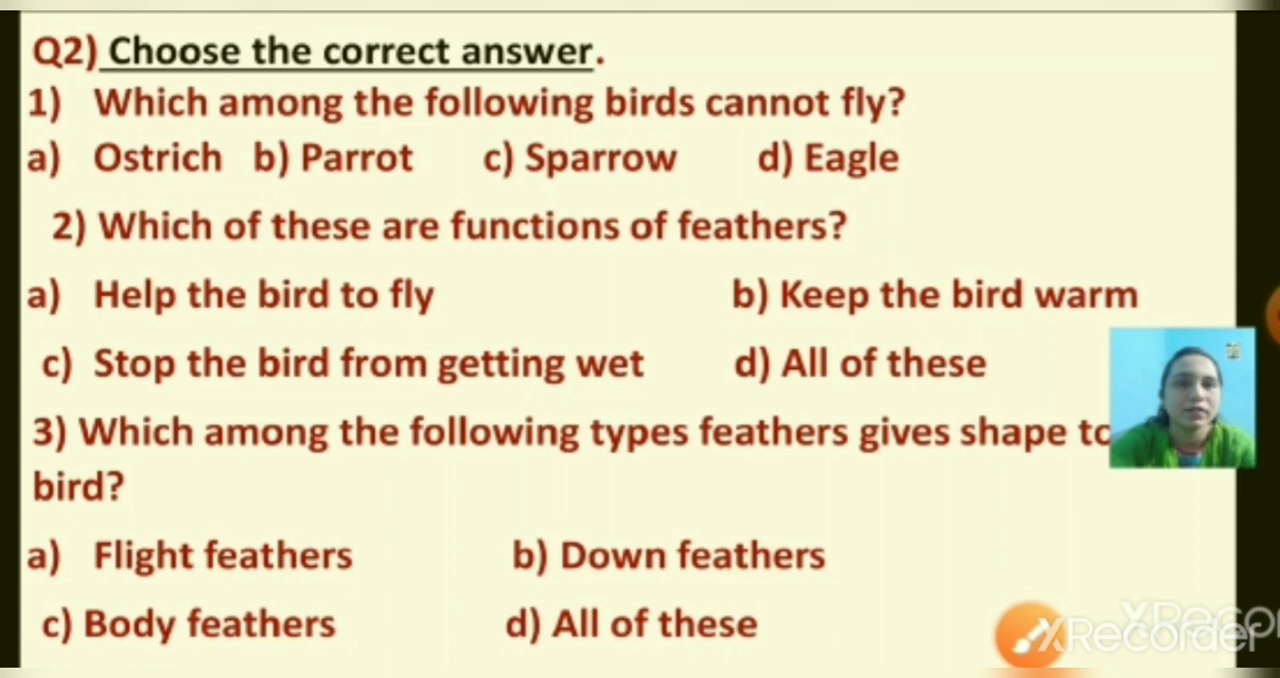 Q2) Choose the correct answer.
1) Which among the following birds cannot fly?
a) Ostrich b) Parrot c) Sparrow d) Eagle
2) Which of these are functions of feathers?
a) Help the bird to fly b) Keep the bird warm
c) Stop the bird from getting wet d) All of these
3) Which among the following types feathers gives shape to
bird?
a) Flight feathers b) Down feathers
c) Body feathers d) All of these
XRecorder
XRecor